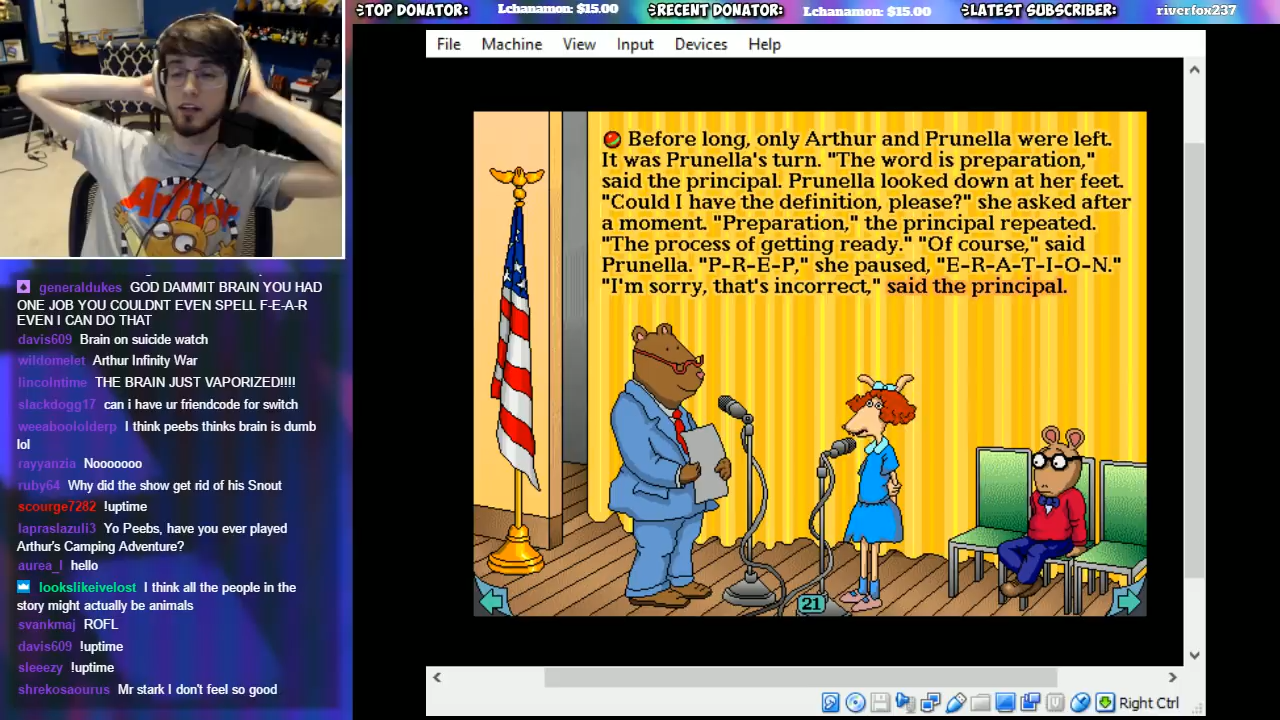 TOP DONATOR: Lchanamon: $15.00 RECENT DONATOR: Lchanamon: $15.00 LATEST SUBSCRIBER: riverfox237
File Machine View Input Devices Help
Before long, only Arthur and Prunella were left.
It was Prunella's turn. "The word is preparation,"
said the principal. Prunella looked down at her feet.
"Could I have the definition, please?" she asked after
a moment. "Preparation," the principal repeated.
"The process of getting ready." "Of course," said
Prunella. "P-R-E-P," she paused, "E-R-A-T-I-O-N."
"I'm sorry, that's incorrect," said the principal.
21
generaldukes GOD DAMMIT BRAIN YOU HAD
ONE JOB YOU COULDNT EVEN SPELL F-E-A-R
EVEN I CAN DO THAT
davis609 Brain on suicide watch
wildomelet Arthur Infinity War
lincolntime THE BRAIN JUST VAPORIZED!!!!
slackdogg17 can i have ur friendcode for switch
weeaboololderp I think peebs thinks brain is dumb
lol
rayyanzia Nooooooo
ruby64 Why did the show get rid of his Snout
scourge7282 !uptime
lapraslazuli3 Yo Peebs, have you ever played
Arthur's Camping Adventure?
aurea_l hello
lookslikeivelost I think all the people in the
story might actually be animals
svankmaj ROFL
davis609 !uptime
sleeezy !uptime
shrekosaourus Mr stark I don't feel so good
Right Ctrl